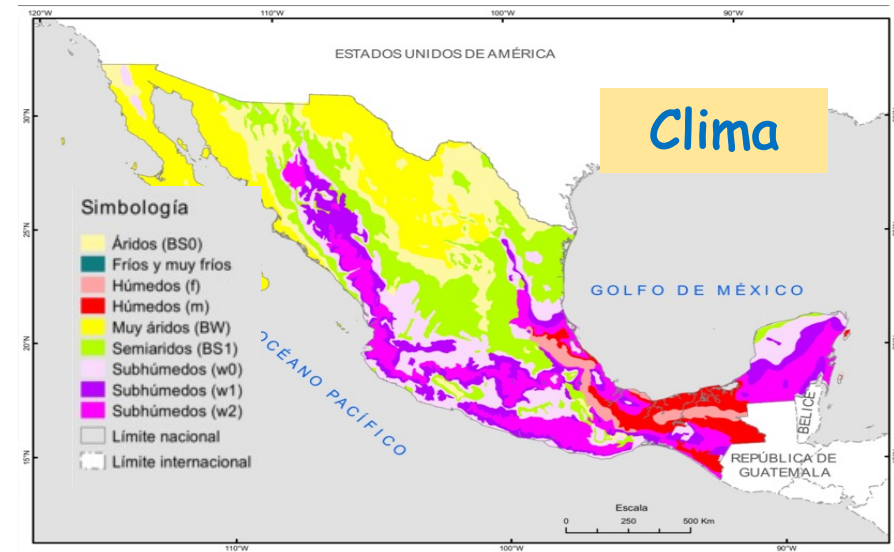 120°W
110°W
100°W
90°W
ESTADOS UNIDOS DE AMÉRICA
Clima
30°N
25°N
20°N
15°N
Simbología
Áridos (BS0)
Fríos y muy fríos
Húmedos (f)
Húmedos (m)
Muy áridos (BW)
Semiaridos (BS1)
Subhúmedos (w0)
Subhúmedos (w1)
Subhúmedos (w2)
Límite nacional
Límite internacional
GOLFO DE MÉXICO
OCÉANO PACÍFICO
BELICE
REPÚBLICA DE
GUATEMALA
Escala
0 250 500 Km
110°W
100°W
90°W